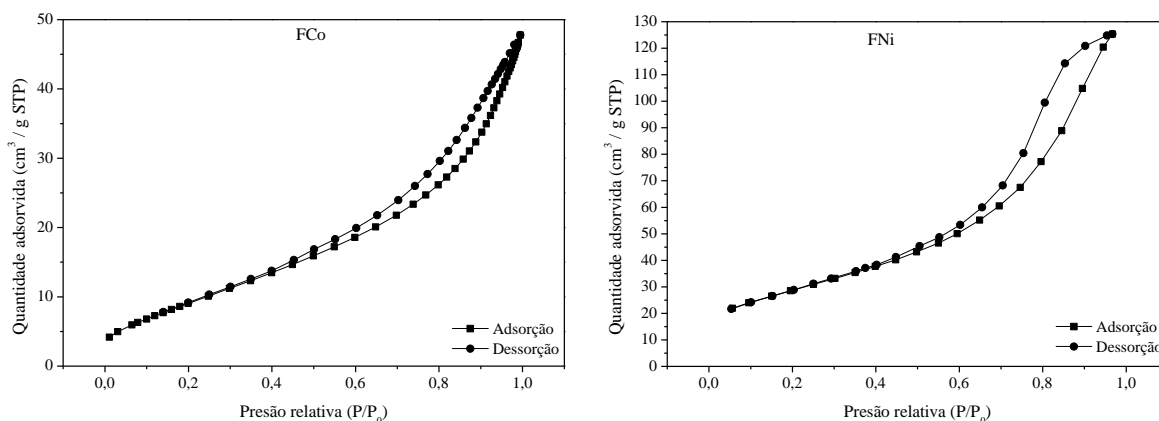 FCo
Quantidade adsorvida (cm³ / g STP)
50
40
30
20
10
0
Adsorção
Dessorção
0,0 0,2 0,4 0,6 0,8 1,0
Presão relativa (P/P₀)
FNi
Quantidade adsorvida (cm³ / g STP)
130
120
110
100
90
80
70
60
50
40
30
20
10
0
Adsorção
Dessorção
0,0 0,2 0,4 0,6 0,8 1,0
Presão relativa (P/P₀)